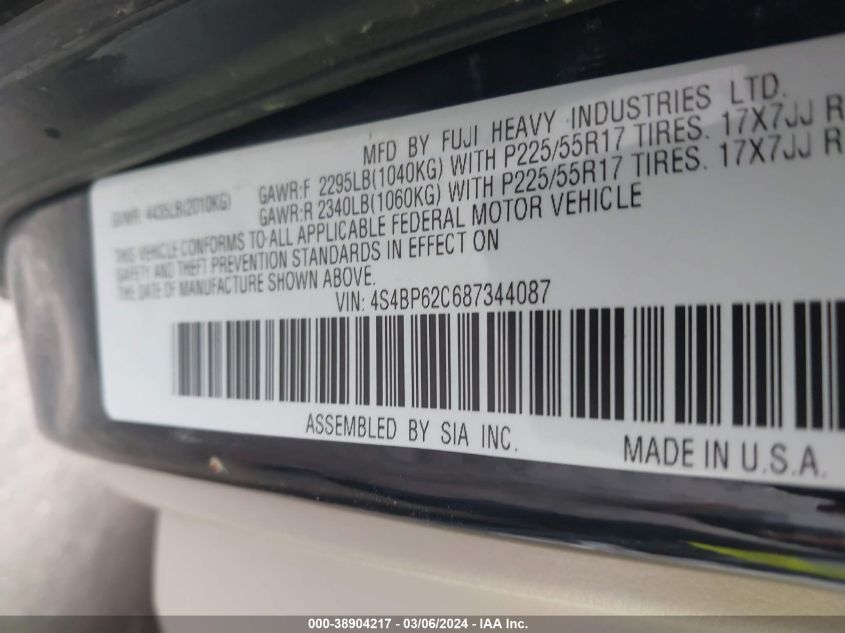 MFD BY FUJI HEAVY INDUSTRIES LTD.
GVWR: 4435LB(2010KG)
GAWR:F 2295LB(1040KG) WITH P225/55R17 TIRES. 17X7JJ R
GAWR:R 2340LB(1060KG) WITH P225/55R17 TIRES. 17X7JJ R
THIS VEHICLE CONFORMS TO ALL APPLICABLE FEDERAL MOTOR VEHICLE
SAFETY AND THEFT PREVENTION STANDARDS IN EFFECT ON
THE DATE OF MANUFACTURE SHOWN ABOVE.
VIN: 4S4BP62C687344087
ASSEMBLED BY SIA INC.
MADE IN U.S.A.
000-38904217 - 03/06/2024 - IAA Inc.